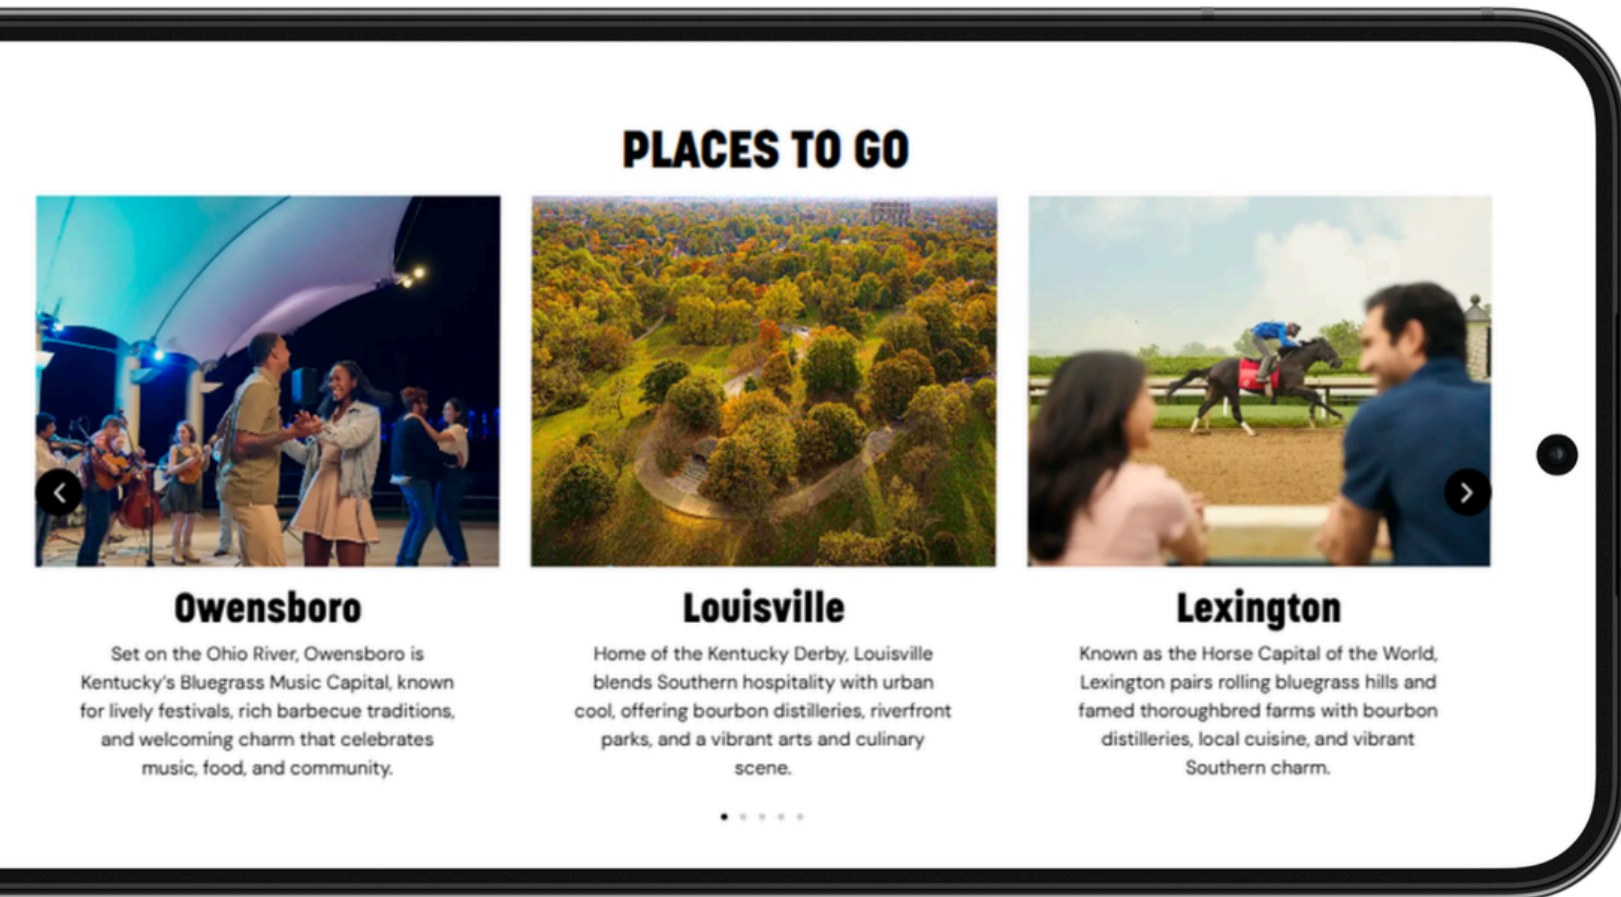 PLACES TO GO
Owensboro
Set on the Ohio River, Owensboro is
Kentucky's Bluegrass Music Capital, known
for lively festivals, rich barbecue traditions,
and welcoming charm that celebrates
music, food, and community.
Louisville
Home of the Kentucky Derby, Louisville
blends Southern hospitality with urban
cool, offering bourbon distilleries, riverfront
parks, and a vibrant arts and culinary
scene.
Lexington
Known as the Horse Capital of the World,
Lexington pairs rolling bluegrass hills and
famed thoroughbred farms with bourbon
distilleries, local cuisine, and vibrant
Southern charm.